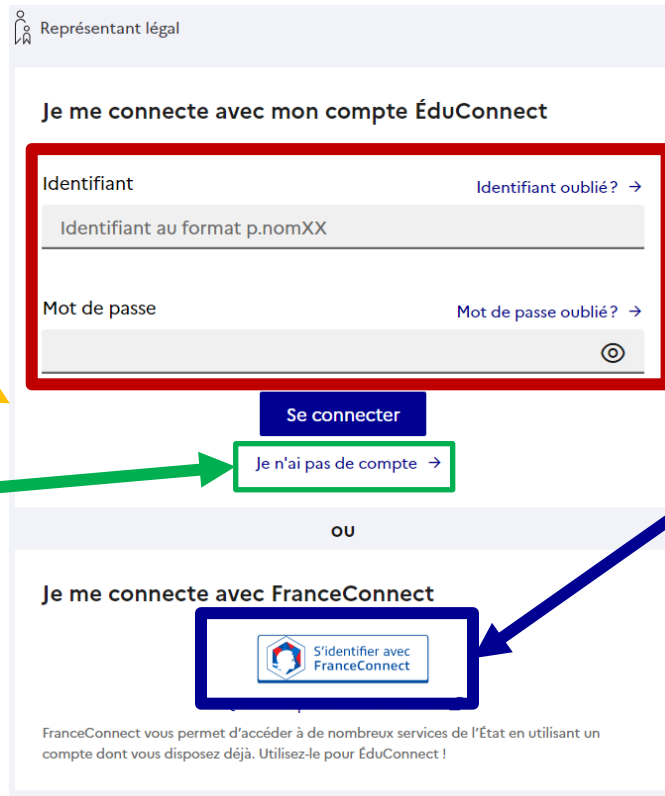 Représentant légal
Je me connecte avec mon compte ÉduConnect
Identifiant
Identifiant oublié? →
Identifiant au format p.nomXX
Mot de passe
Mot de passe oublié? →
Se connecter
Je n'ai pas de compte →
OU
Je me connecte avec FranceConnect
S'identifier avec
FranceConnect
FranceConnect vous permet d'accéder à de nombreux services de l'État en utilisant un
compte dont vous disposez déjà. Utilisez-le pour ÉduConnect !